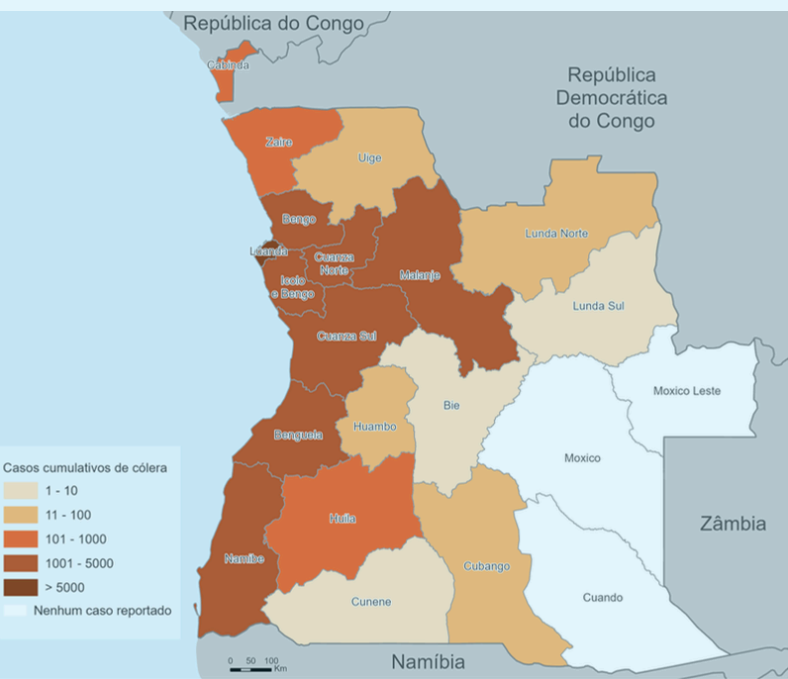 República do Congo
Cabinda
República
Democrática
do Congo
Zaire
Uige
Bengo
Lunda Norte
Luanda
Cuanza
Norte
Malanje
Icolo
e Bengo
Lunda Sul
Cuanza Sul
Moxico Leste
Bie
Huambo
Benguela
Moxico
Casos cumulativos de cólera
1 - 10
11 - 100
101 - 1000
1001 - 5000
> 5000
Nenhum caso reportado
Huila
Zâmbia
Namibe
Cubango
Cuando
Cunene
0 50 100
Km
Namíbia